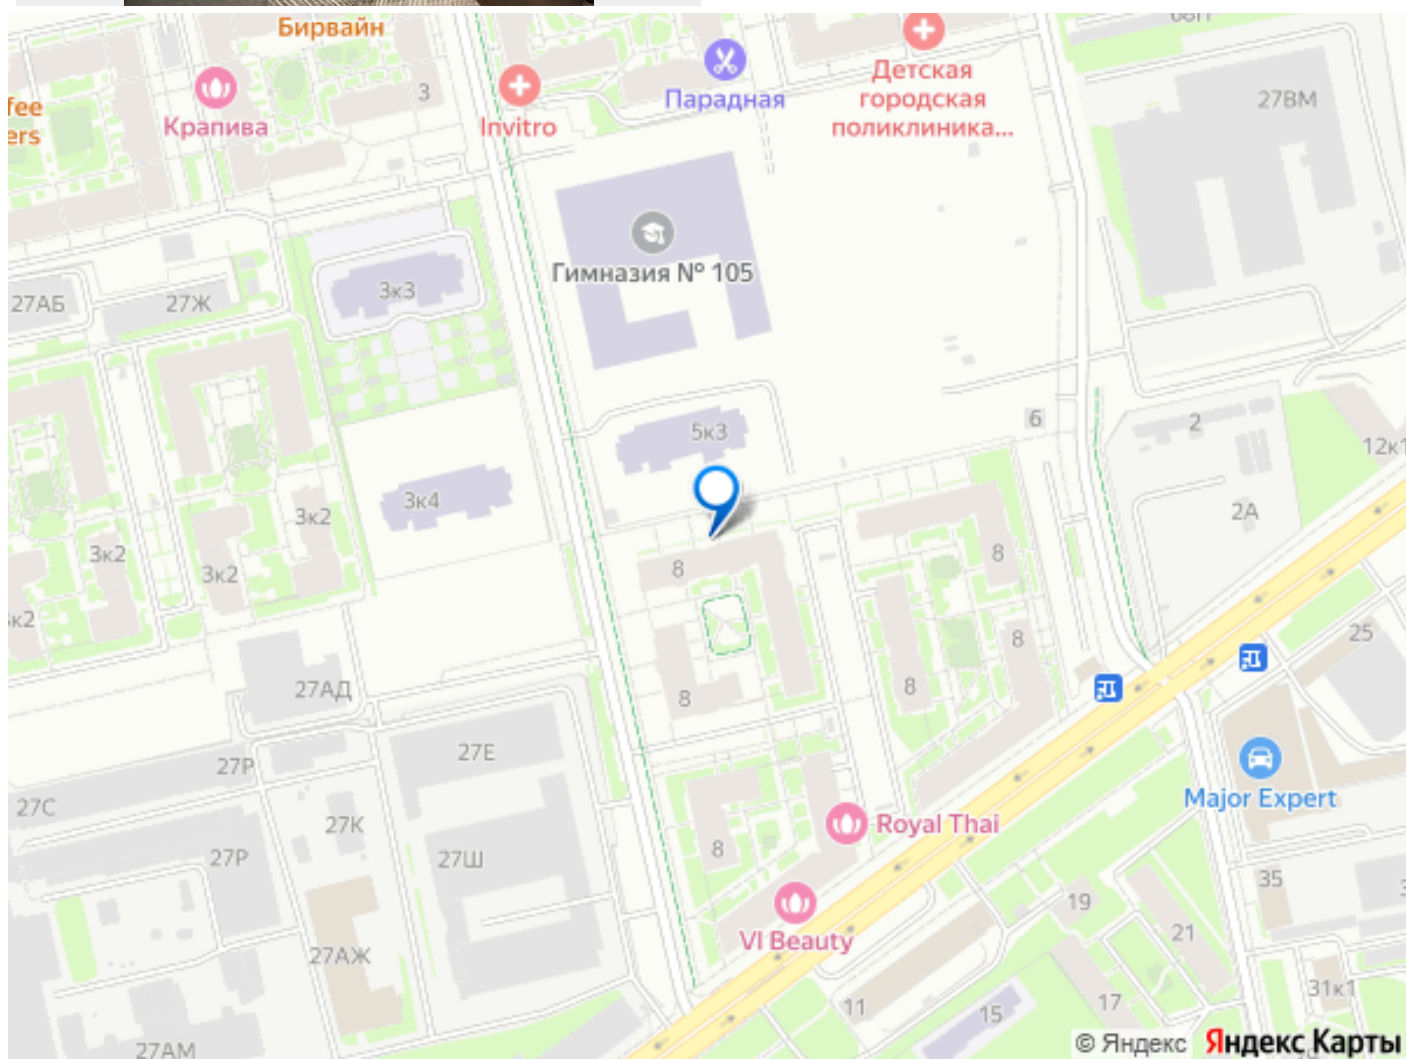 Бирвайн
Детская
городская
поликлиника...
Парадная
3
27ВМ
Крапива
Invitro
Гимназия № 105
3к3
27АБ
27Ж
6
2
5к3
12к1
3к4
3к2
2А
3к2
3к2
8
8
25
8
27АД
8
8
27Е
27Р
27С
Major Expert
27К
Royal Thai
27Р
27Ш
8
35
19
21
VI Beauty
27АЖ
31к1
11
15
17
27АМ
© Яндекс Яндекс Карты